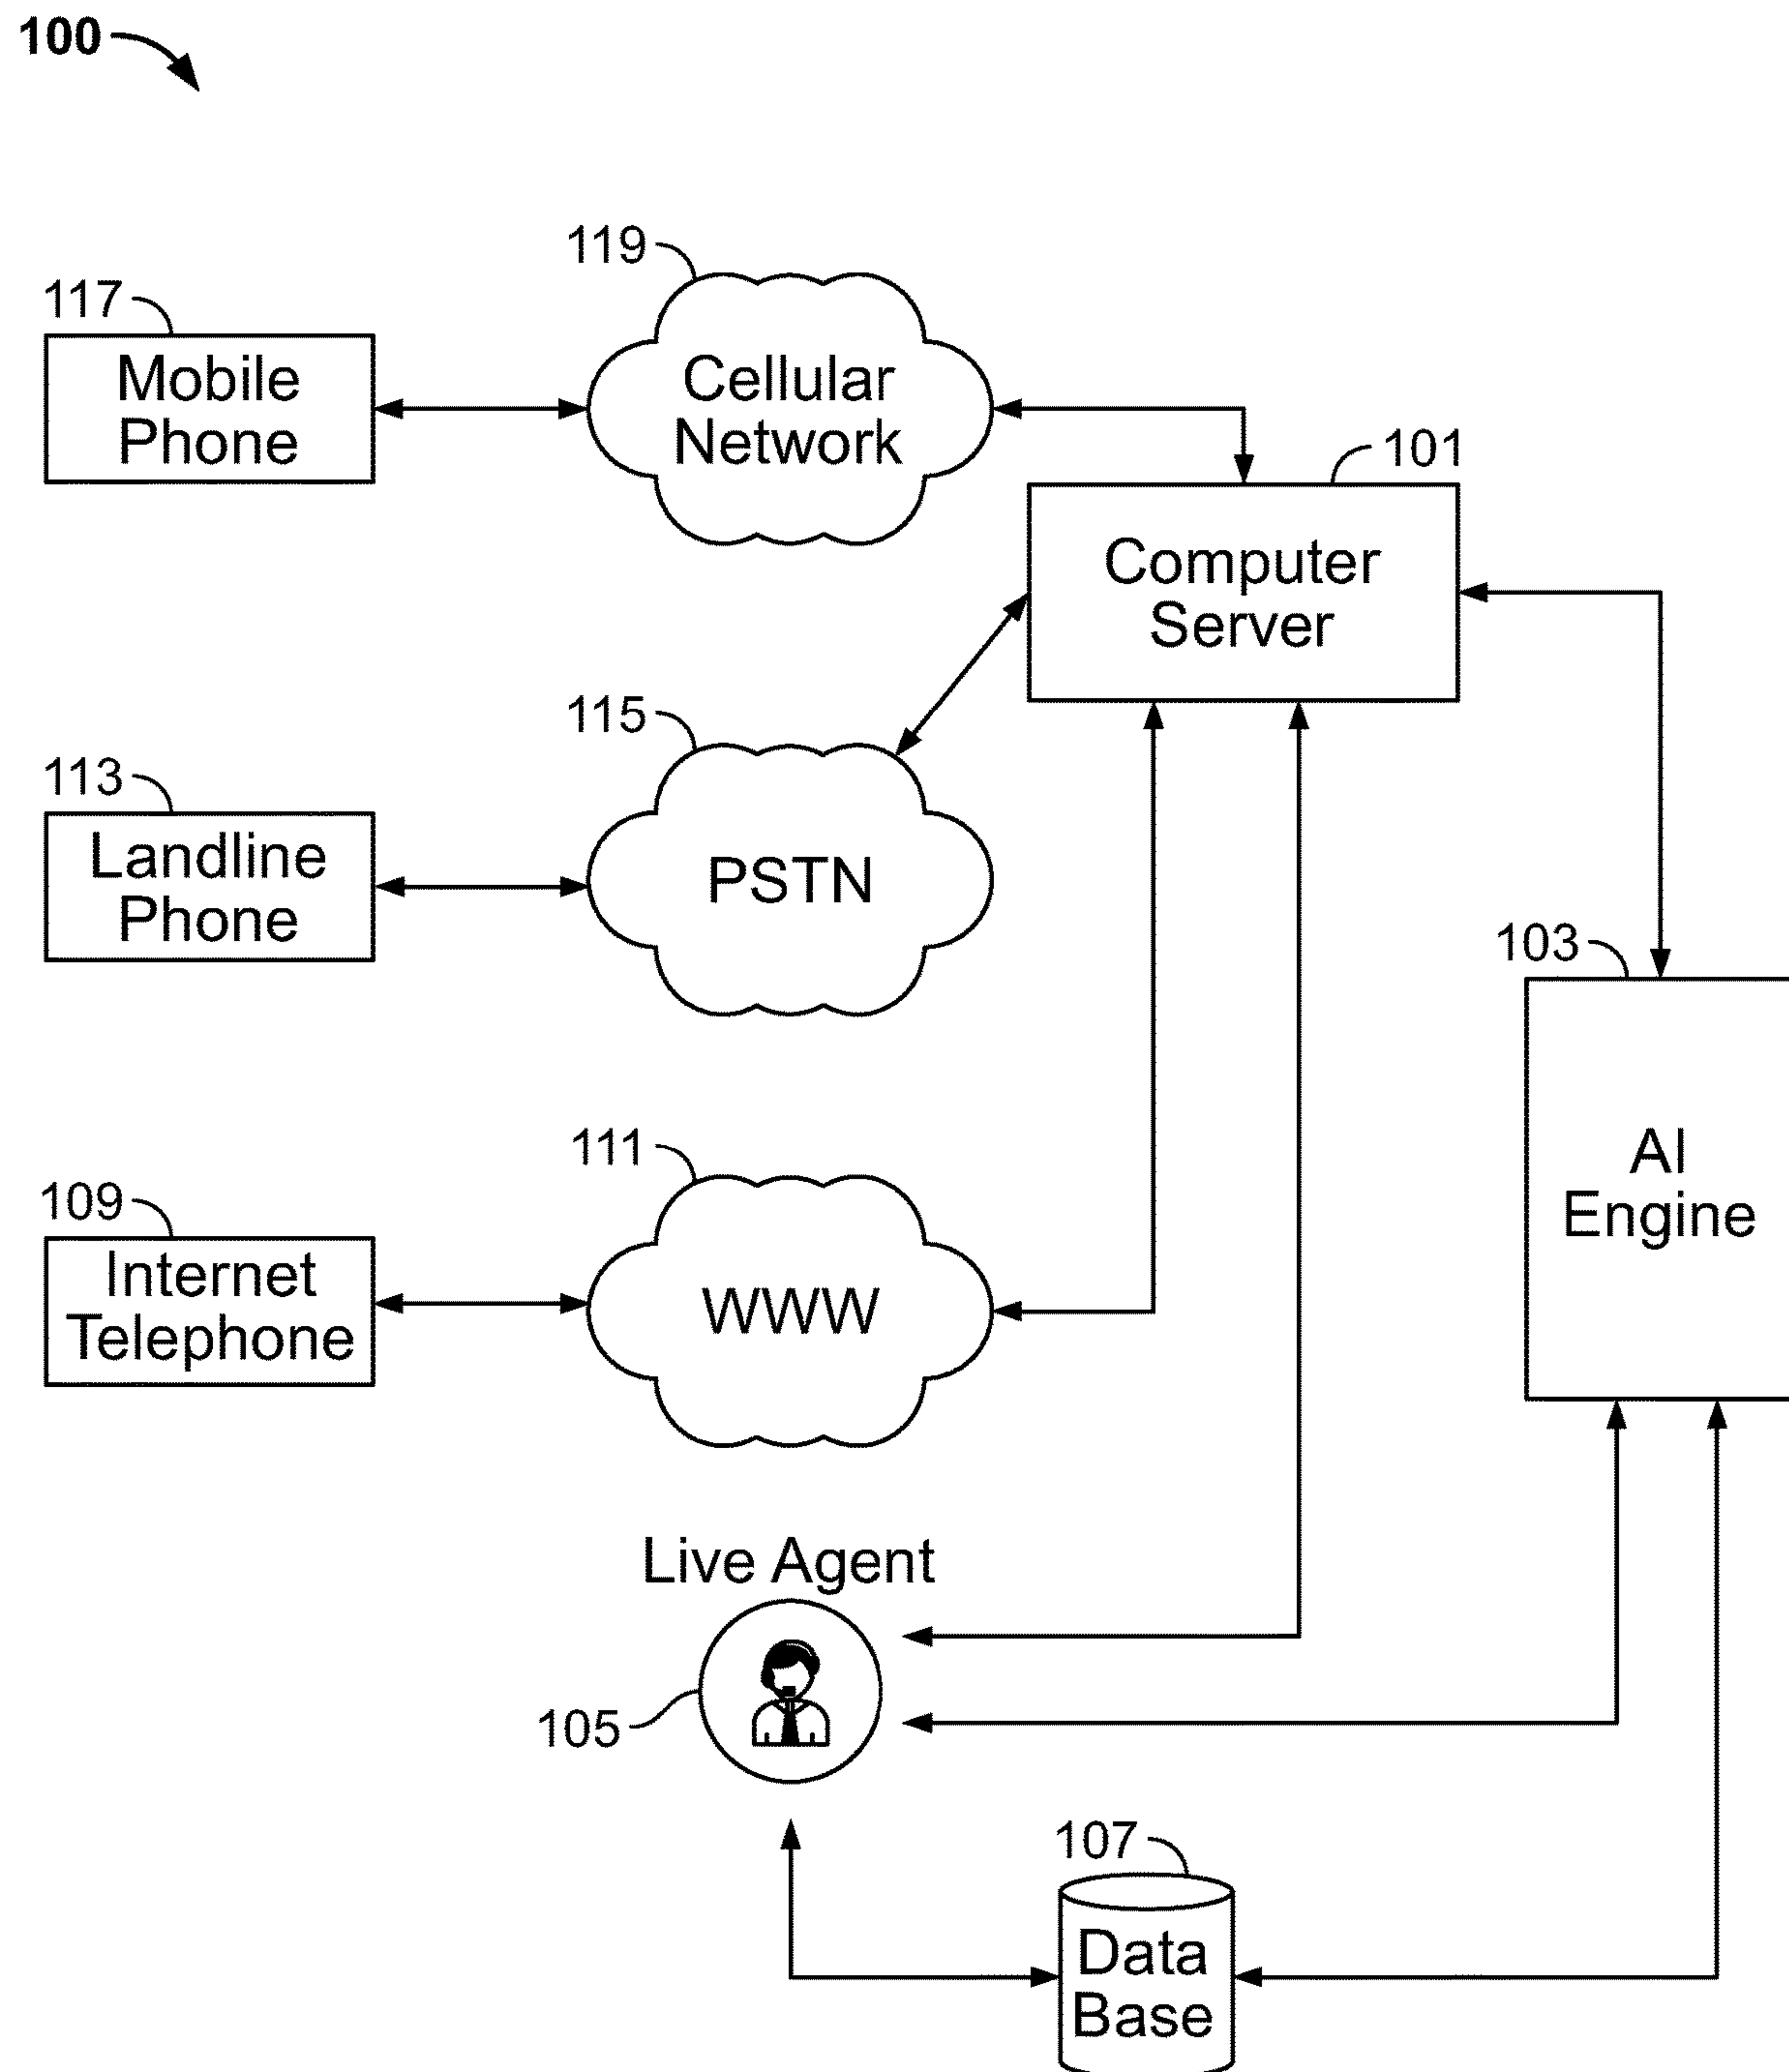 100
119
117
Cellular
Network
Mobile
Phone
101
Computer
Server
115
113
PSTN
Landline
Phone
103
111
109
AI
Engine
Internet
Telephone
WWW
Live Agent
105
107
Data
Base